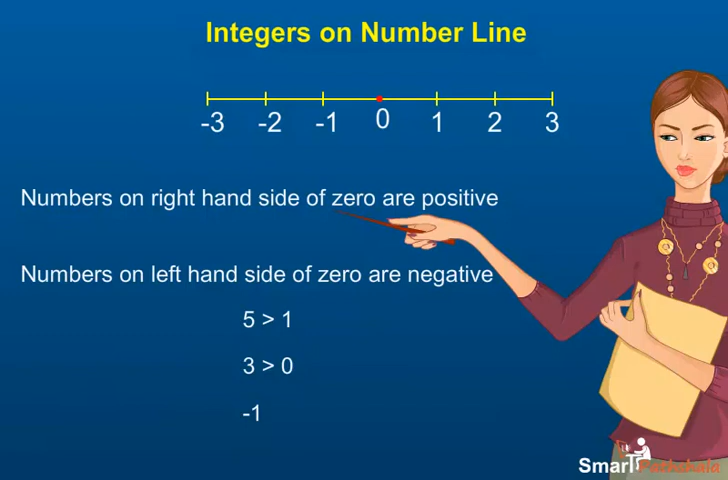 Integers on Number Line
-3 -2 -1 0 1 2 3
Numbers on right hand side of zero are positive
Numbers on left hand side of zero are negative
5 > 1
3 > 0
-1
Smart Pathshala